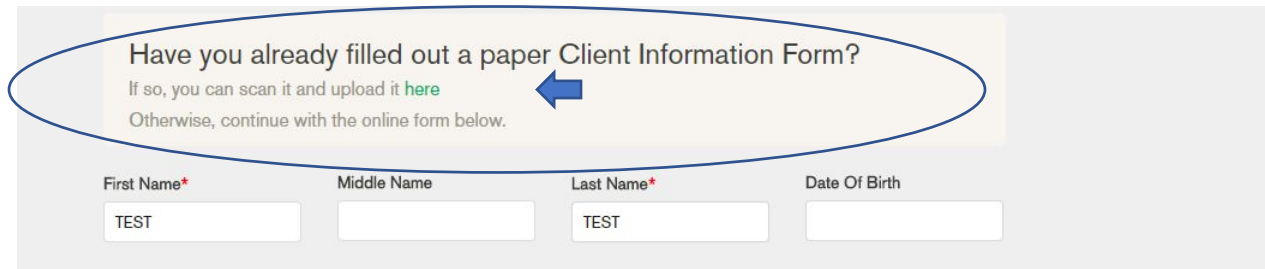 Have you already filled out a paper Client Information Form?
If so, you can scan it and upload it here
Otherwise, continue with the online form below.
First Name* Middle Name Last Name* Date Of Birth
TEST TEST